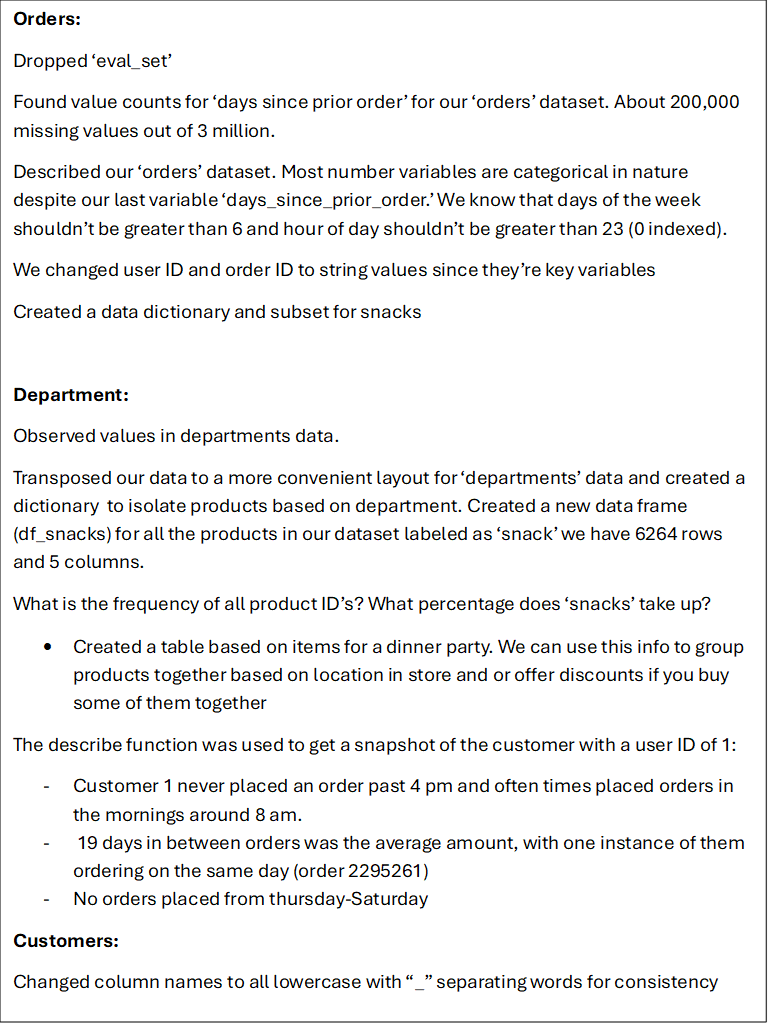 Orders:
Dropped ‘eval_set’
Found value counts for ‘days since prior order’ for our ‘orders’ dataset. About 200,000
missing values out of 3 million.
Described our ‘orders’ dataset. Most number variables are categorical in nature
despite our last variable ‘days_since_prior_order.’ We know that days of the week
shouldn’t be greater than 6 and hour of day shouldn’t be greater than 23 (0 indexed).
We changed user ID and order ID to string values since they’re key variables
Created a data dictionary and subset for snacks
Department:
Observed values in departments data.
Transposed our data to a more convenient layout for ‘departments’ data and created a
dictionary  to isolate products based on department. Created a new data frame
(df_snacks) for all the products in our dataset labeled as ‘snack’ we have 6264 rows
and 5 columns.
What is the frequency of all product ID’s? What percentage does ‘snacks’ take up?
• Created a table based on items for a dinner party. We can use this info to group
products together based on location in store and or offer discounts if you buy
some of them together
The describe function was used to get a snapshot of the customer with a user ID of 1:
- Customer 1 never placed an order past 4 pm and often times placed orders in
the mornings around 8 am.
- 19 days in between orders was the average amount, with one instance of them
ordering on the same day (order 2295261)
- No orders placed from thursday-Saturday
Customers:
Changed column names to all lowercase with “_” separating words for consistency